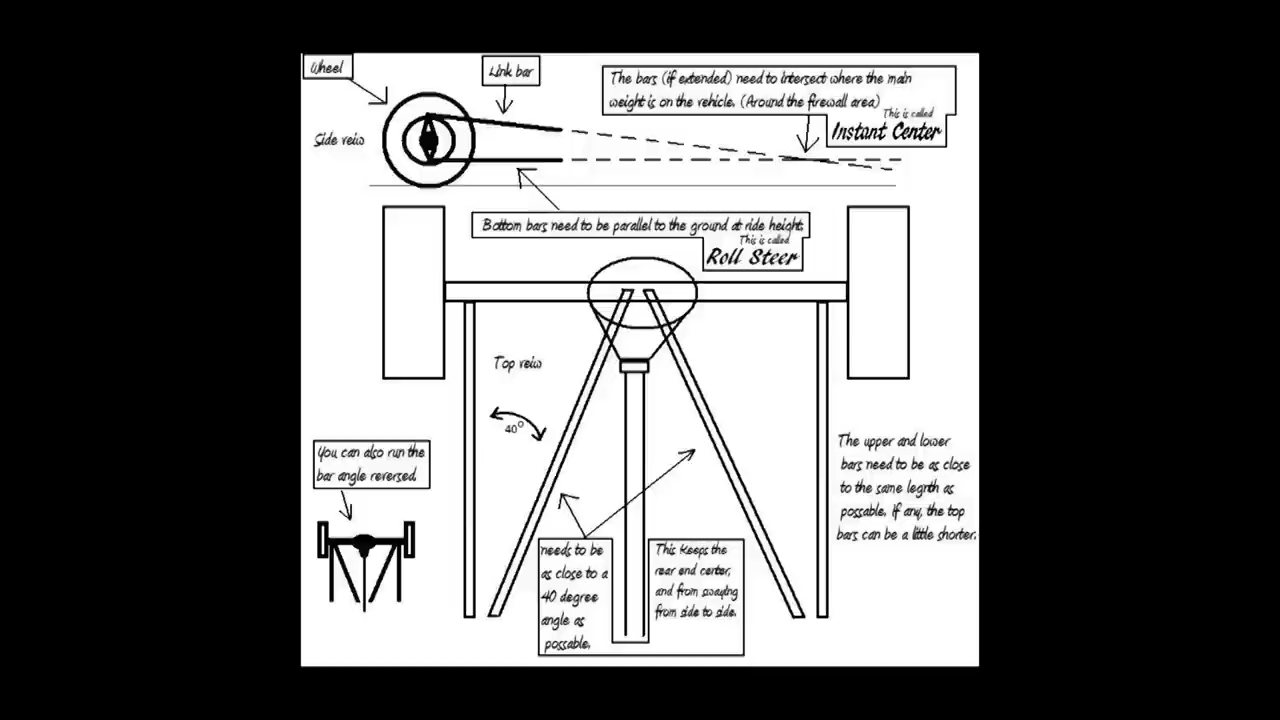 Wheel
Link bar
The bars (if extended) need to intersect where the main
weight is on the vehicle. (Around the firewall area)
This is called
Instant Center
Side veiw
Bottom bars need to be parallel to the ground at ride height.
This is called
Roll Steer
Top veiw
40°
You can also run the
bar angle reversed.
The upper and lower
bars need to be as close
to the same legnth as
possable, if any, the top
bars can be a little shorter.
needs to be
as close to a
40 degree
angle as
possable.
This keeps the
rear end center,
and from swaying
from side to side.